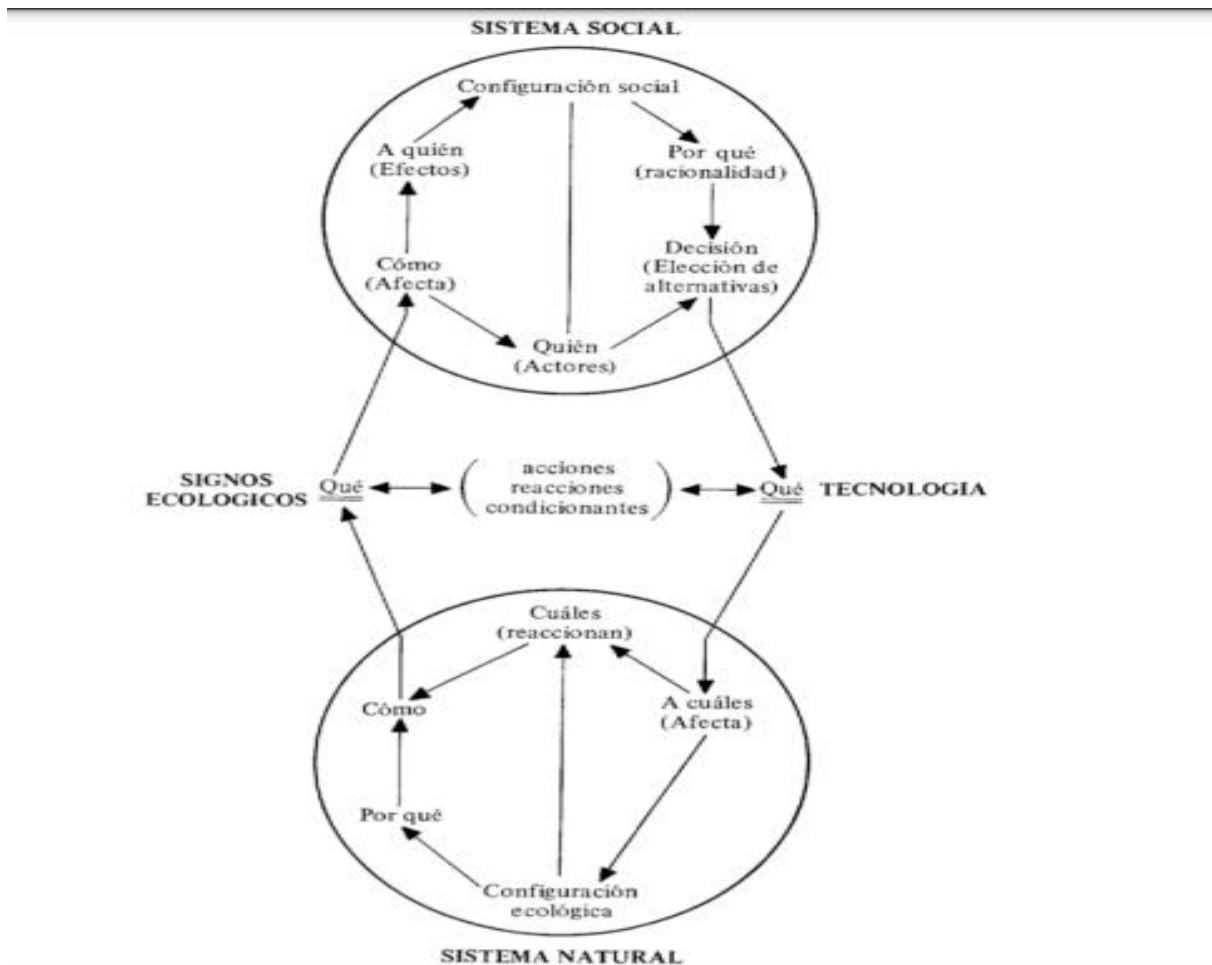 SISTEMA SOCIAL
Configuración social
A quién
(Efectos)
Por qué
(racionalidad)
Cómo
(Afecta)
Decisión
(Elección de
alternativas)
Quién
(Actores)
SIGNOS
ECOLOGICOS
Qué
acciones
reacciones
condicionantes
Qué
TECNOLOGIA
Cuáles
(reaccionan)
Cómo
A cuáles
(Afecta)
Por qué
Configuración
ecológica
SISTEMA NATURAL